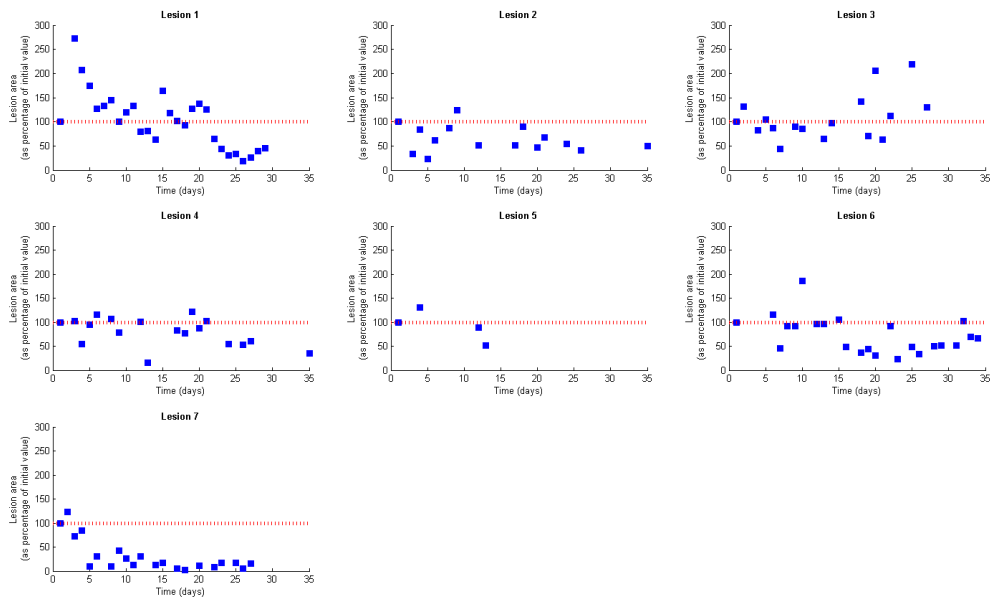 Lesion 1
300
250
200
150
100
50
0
0 5 10 15 20 25 30 35
Time (days)
Lesion area
(as percentage of initial value)
Lesion 2
300
250
200
150
100
50
0
0 5 10 15 20 25 30 35
Time (days)
Lesion area
(as percentage of initial value)
Lesion 3
300
250
200
150
100
50
0
0 5 10 15 20 25 30 35
Time (days)
Lesion area
(as percentage of initial value)
Lesion 4
300
250
200
150
100
50
0
0 5 10 15 20 25 30 35
Time (days)
Lesion area
(as percentage of initial value)
Lesion 5
300
250
200
150
100
50
0
0 5 10 15 20 25 30 35
Time (days)
Lesion area
(as percentage of initial value)
Lesion 6
300
250
200
150
100
50
0
0 5 10 15 20 25 30 35
Time (days)
Lesion area
(as percentage of initial value)
Lesion 7
300
250
200
150
100
50
0
0 5 10 15 20 25 30 35
Time (days)
Lesion area
(as percentage of initial value)